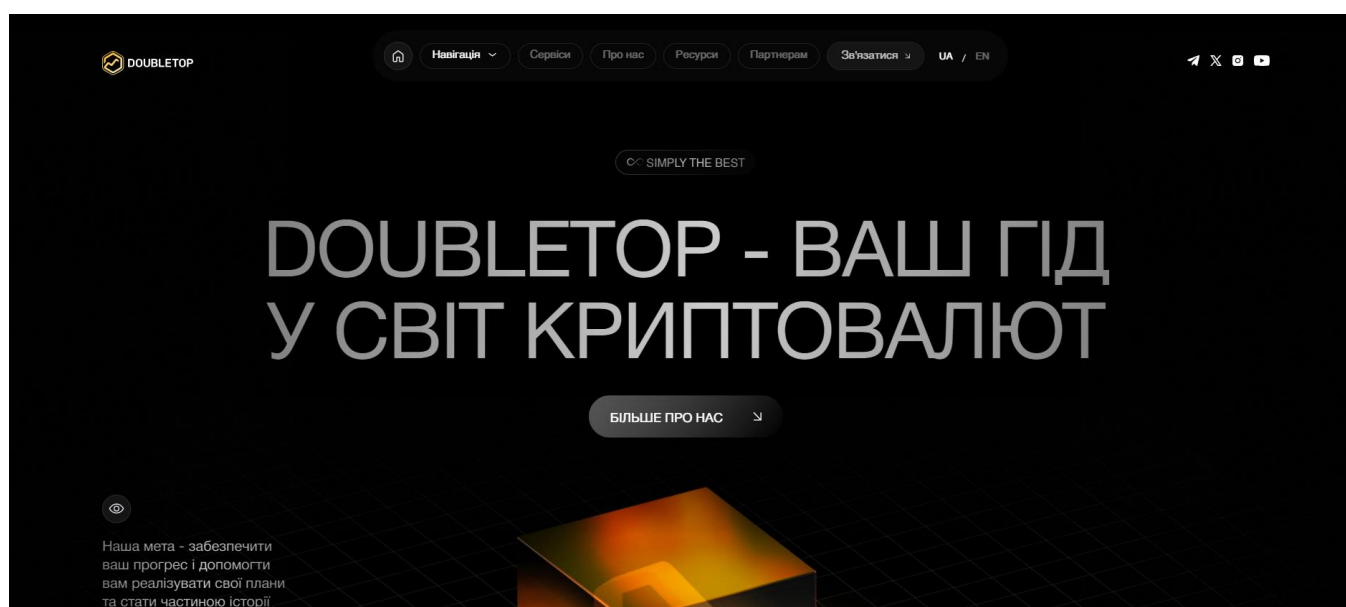 DOUBLETOP
Навігація
Сервіси
Про нас
Ресурси
Партнерам
Зв'язатися
UA / EN
SIMPLY THE BEST
DOUBLETOP - ВАШ ГІД
У СВІТ КРИПТОВАЛЮТ
БІЛЬШЕ ПРО НАС
Наша мета - забезпечити
ваш прогрес і допомогти
вам реалізувати свої плани
та стати частиною історії